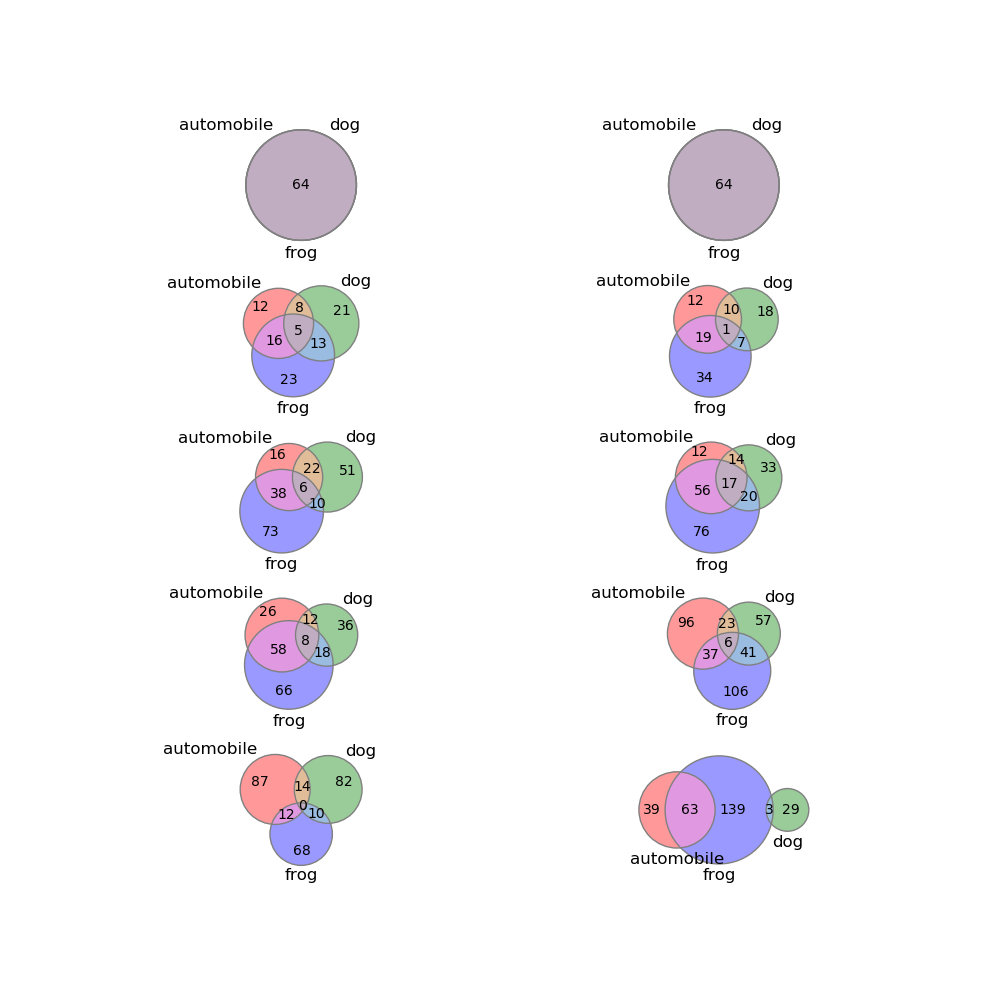 automobile dog
64
frog
automobile dog
64
frog
automobile dog
12 8 21
16 5 13
23
frog
automobile dog
12 10 18
19 1 7
34
frog
automobile dog
16 22 51
38 6 10
73
frog
automobile dog
12 14 33
56 17 20
76
frog
automobile dog
26 12 36
58 8 18
66
frog
automobile dog
96 23 57
37 6 41
106
frog
automobile dog
87 14 82
12 0 10
68
frog
39 63 139 3 29
automobile dog
frog